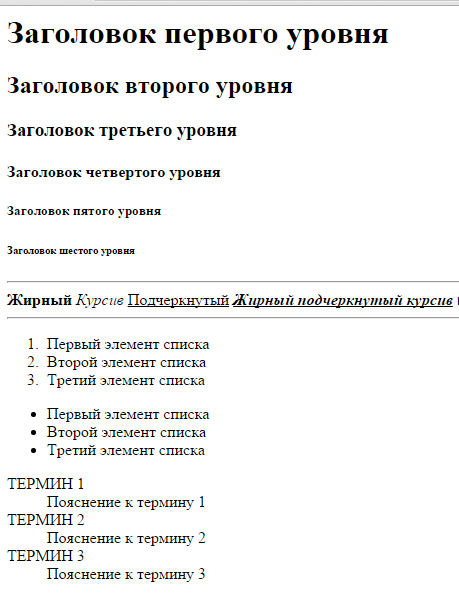 Заголовок первого уровня
Заголовок второго уровня
Заголовок третьего уровня
Заголовок четвертого уровня
Заголовок пятого уровня
Заголовок шестого уровня
Жирный Курсив Подчеркнутый Жирный подчеркнутый курсив
1. Первый элемент списка
2. Второй элемент списка
3. Третий элемент списка
• Первый элемент списка
• Второй элемент списка
• Третий элемент списка
ТЕРМИН 1
Пояснение к термину 1
ТЕРМИН 2
Пояснение к термину 2
ТЕРМИН 3
Пояснение к термину 3